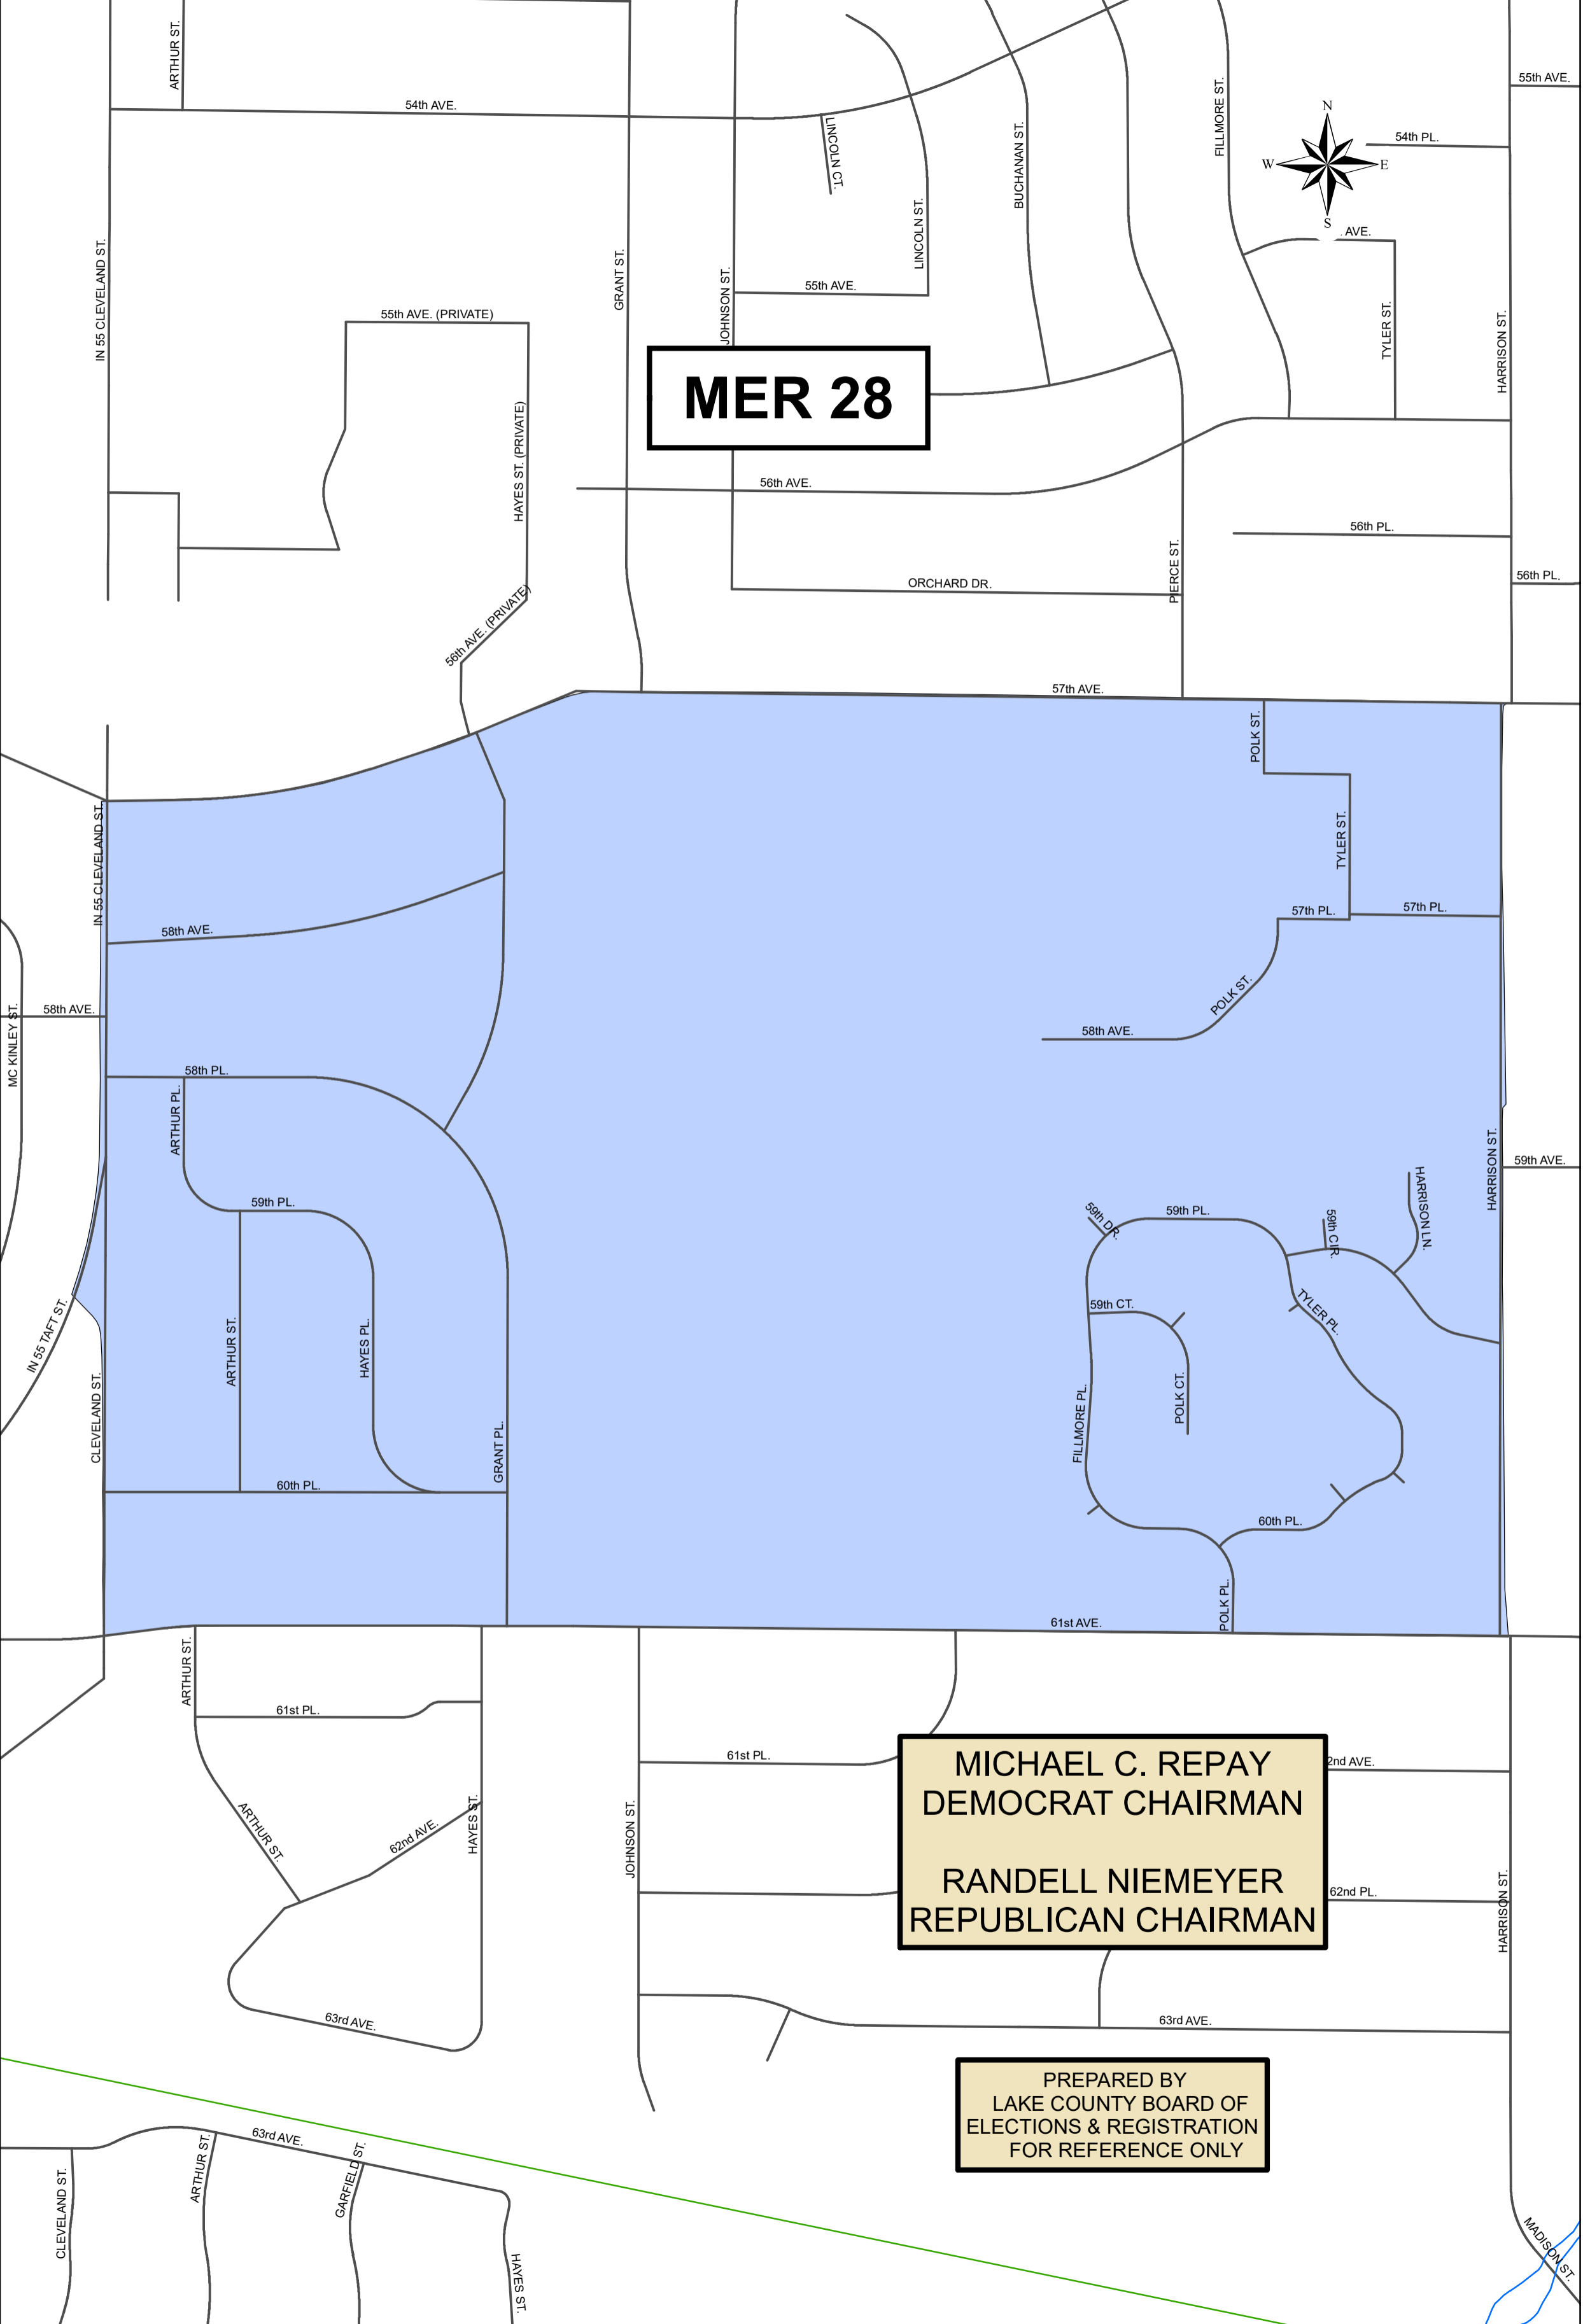 ARTHUR ST.
54th AVE.
55th AVE.
54th PL.
N
W
E
S
AVE.
LINCOLN CT.
LINCOLN ST.
BUCHANAN ST.
FILLMORE ST.
IN 55 CLEVELAND ST.
GRANT ST.
JOHNSON ST.
55th AVE.
55th AVE. (PRIVATE)
TYLER ST.
HARRISON ST.
MER 28
HAYES ST. (PRIVATE)
56th AVE.
56th PL.
56th PL.
PIERCE ST.
ORCHARD DR.
56th AVE. (PRIVATE)
57th AVE.
POLK ST.
IN 55 CLEVELAND ST.
TYLER ST.
57th PL.
57th PL.
58th AVE.
POLK ST.
58th AVE.
MC KINLEY ST.
58th AVE.
58th PL.
ARTHUR PL.
HARRISON ST.
59th AVE.
59th PL.
59th DR.
59th PL.
59th CIR.
HARRISON LN.
59th CT.
TYLER PL.
IN 55 TAFT ST.
ARTHUR ST.
HAYES PL.
CLEVELAND ST.
GRANT PL.
FILLMORE PL.
POLK CT.
60th PL.
60th PL.
POLK PL.
61st AVE.
ARTHUR ST.
61st PL.
61st PL.
MICHAEL C. REPAY
DEMOCRAT CHAIRMAN
RANDELL NIEMEYER
REPUBLICAN CHAIRMAN
2nd AVE.
ARTHUR ST.
62nd AVE.
HAYES ST.
JOHNSON ST.
62nd PL.
HARRISON ST.
63rd AVE.
63rd AVE.
PREPARED BY
LAKE COUNTY BOARD OF
ELECTIONS & REGISTRATION
FOR REFERENCE ONLY
63rd AVE.
CLEVELAND ST.
ARTHUR ST.
GARFIELD ST.
HAYES ST.
MADISON ST.